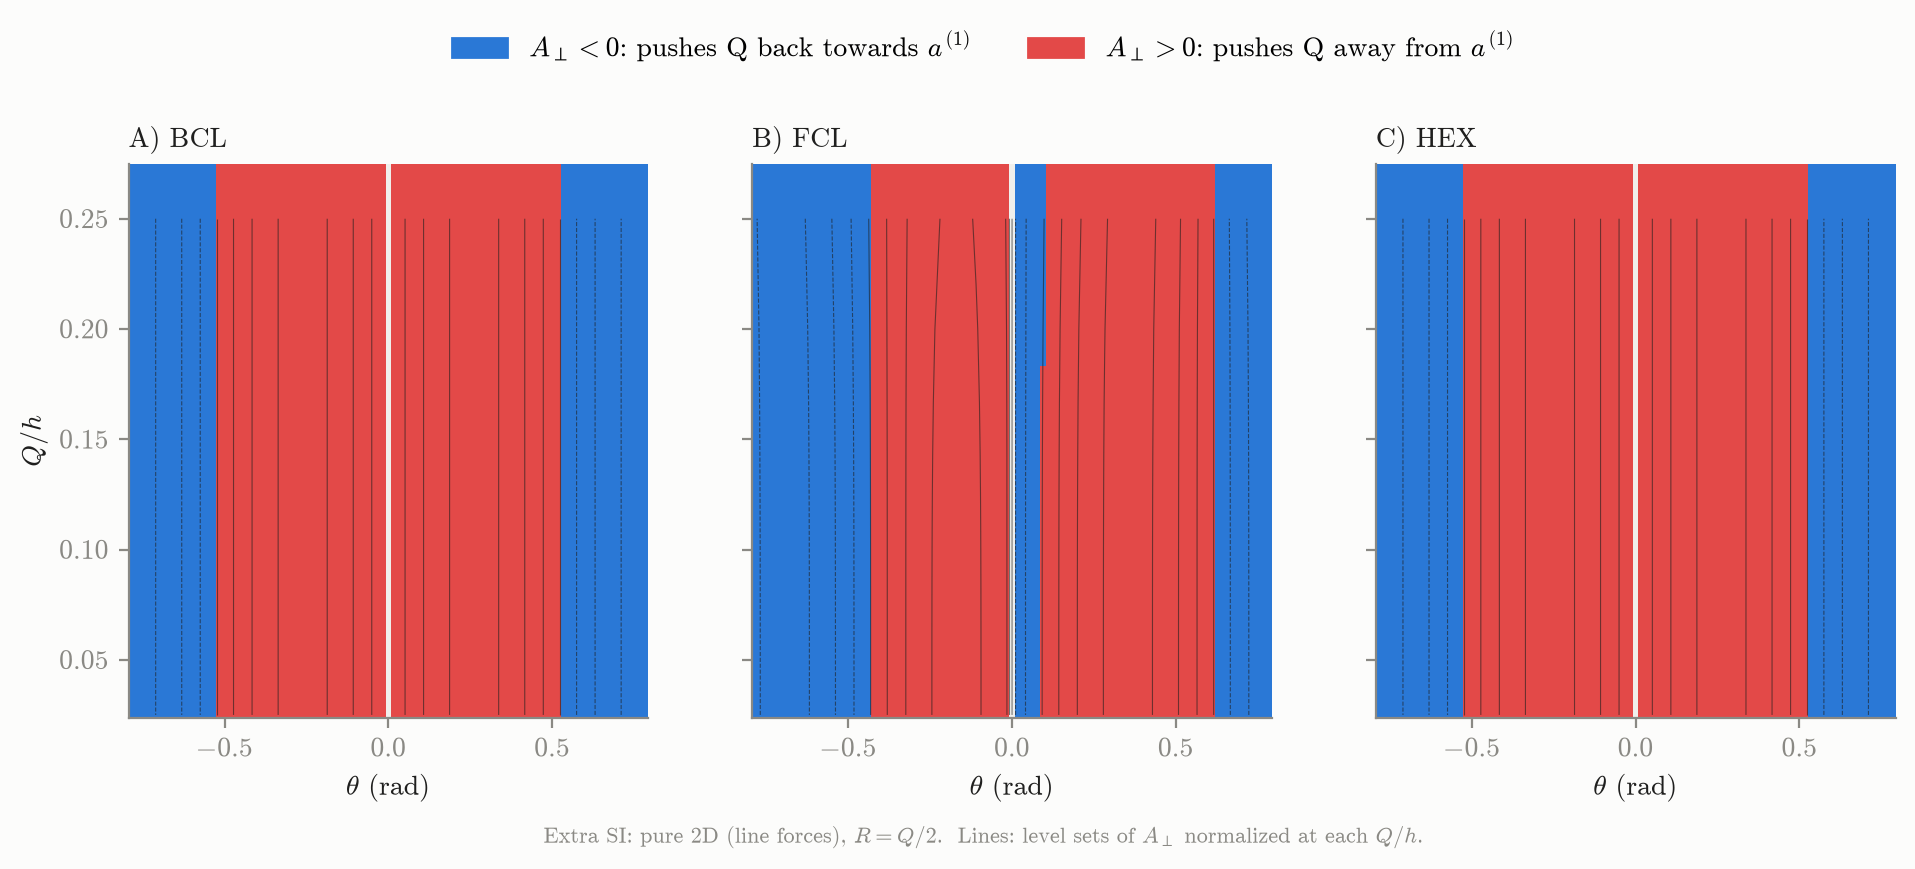 A⊥ < 0: pushes Q back towards a⁽¹⁾
A⊥ > 0: pushes Q away from a⁽¹⁾
A) BCL
B) FCL
C) HEX
Q/h
0.25
0.20
0.15
0.10
0.05
−0.5 0.0 0.5
−0.5 0.0 0.5
−0.5 0.0 0.5
θ (rad)
θ (rad)
θ (rad)
Extra SI: pure 2D (line forces), R = Q/2. Lines: level sets of A⊥ normalized at each Q/h.